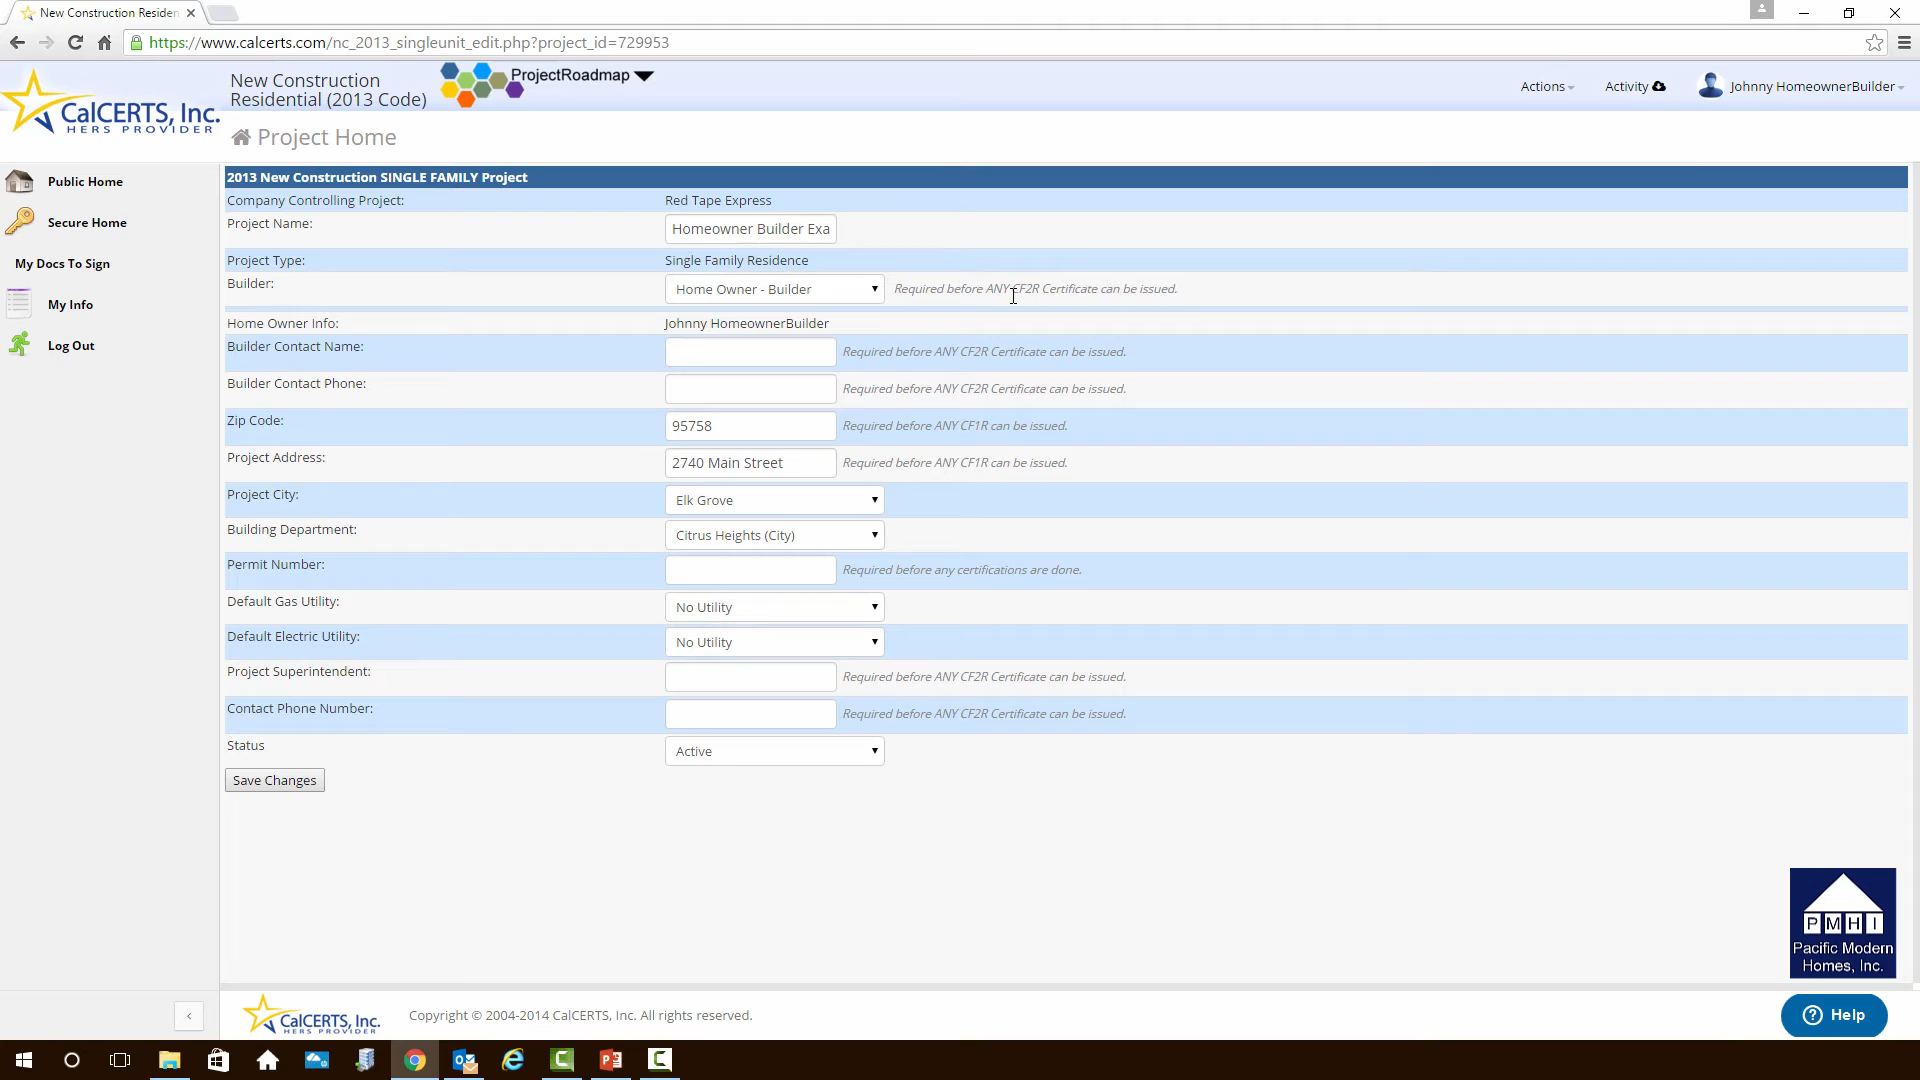 New Construction Residen
https://www.calcerts.com/nc_2013_singleunit_edit.php?project_id=729953
CalCERTS, Inc.
HERS PROVIDER
New Construction
Residential (2013 Code)
ProjectRoadmap
Actions
Activity
Johnny HomeownerBuilder
Project Home
Public Home
Secure Home
My Docs To Sign
My Info
Log Out
2013 New Construction SINGLE FAMILY Project
Company Controlling Project: Red Tape Express
Project Name: Homeowner Builder Exa
Project Type: Single Family Residence
Builder: Home Owner - Builder Required before ANY CF2R Certificate can be issued.
Home Owner Info: Johnny HomeownerBuilder
Builder Contact Name: Required before ANY CF2R Certificate can be issued.
Builder Contact Phone: Required before ANY CF2R Certificate can be issued.
Zip Code: 95758 Required before ANY CF1R can be issued.
Project Address: 2740 Main Street Required before ANY CF1R can be issued.
Project City: Elk Grove
Building Department: Citrus Heights (City)
Permit Number: Required before any certifications are done.
Default Gas Utility: No Utility
Default Electric Utility: No Utility
Project Superintendent: Required before ANY CF2R Certificate can be issued.
Contact Phone Number: Required before ANY CF2R Certificate can be issued.
Status Active
Save Changes
PMHI
Pacific Modern
Homes, Inc.
CalCERTS, Inc.
HERS PROVIDER
Copyright © 2004-2014 CalCERTS, Inc. All rights reserved.
Help